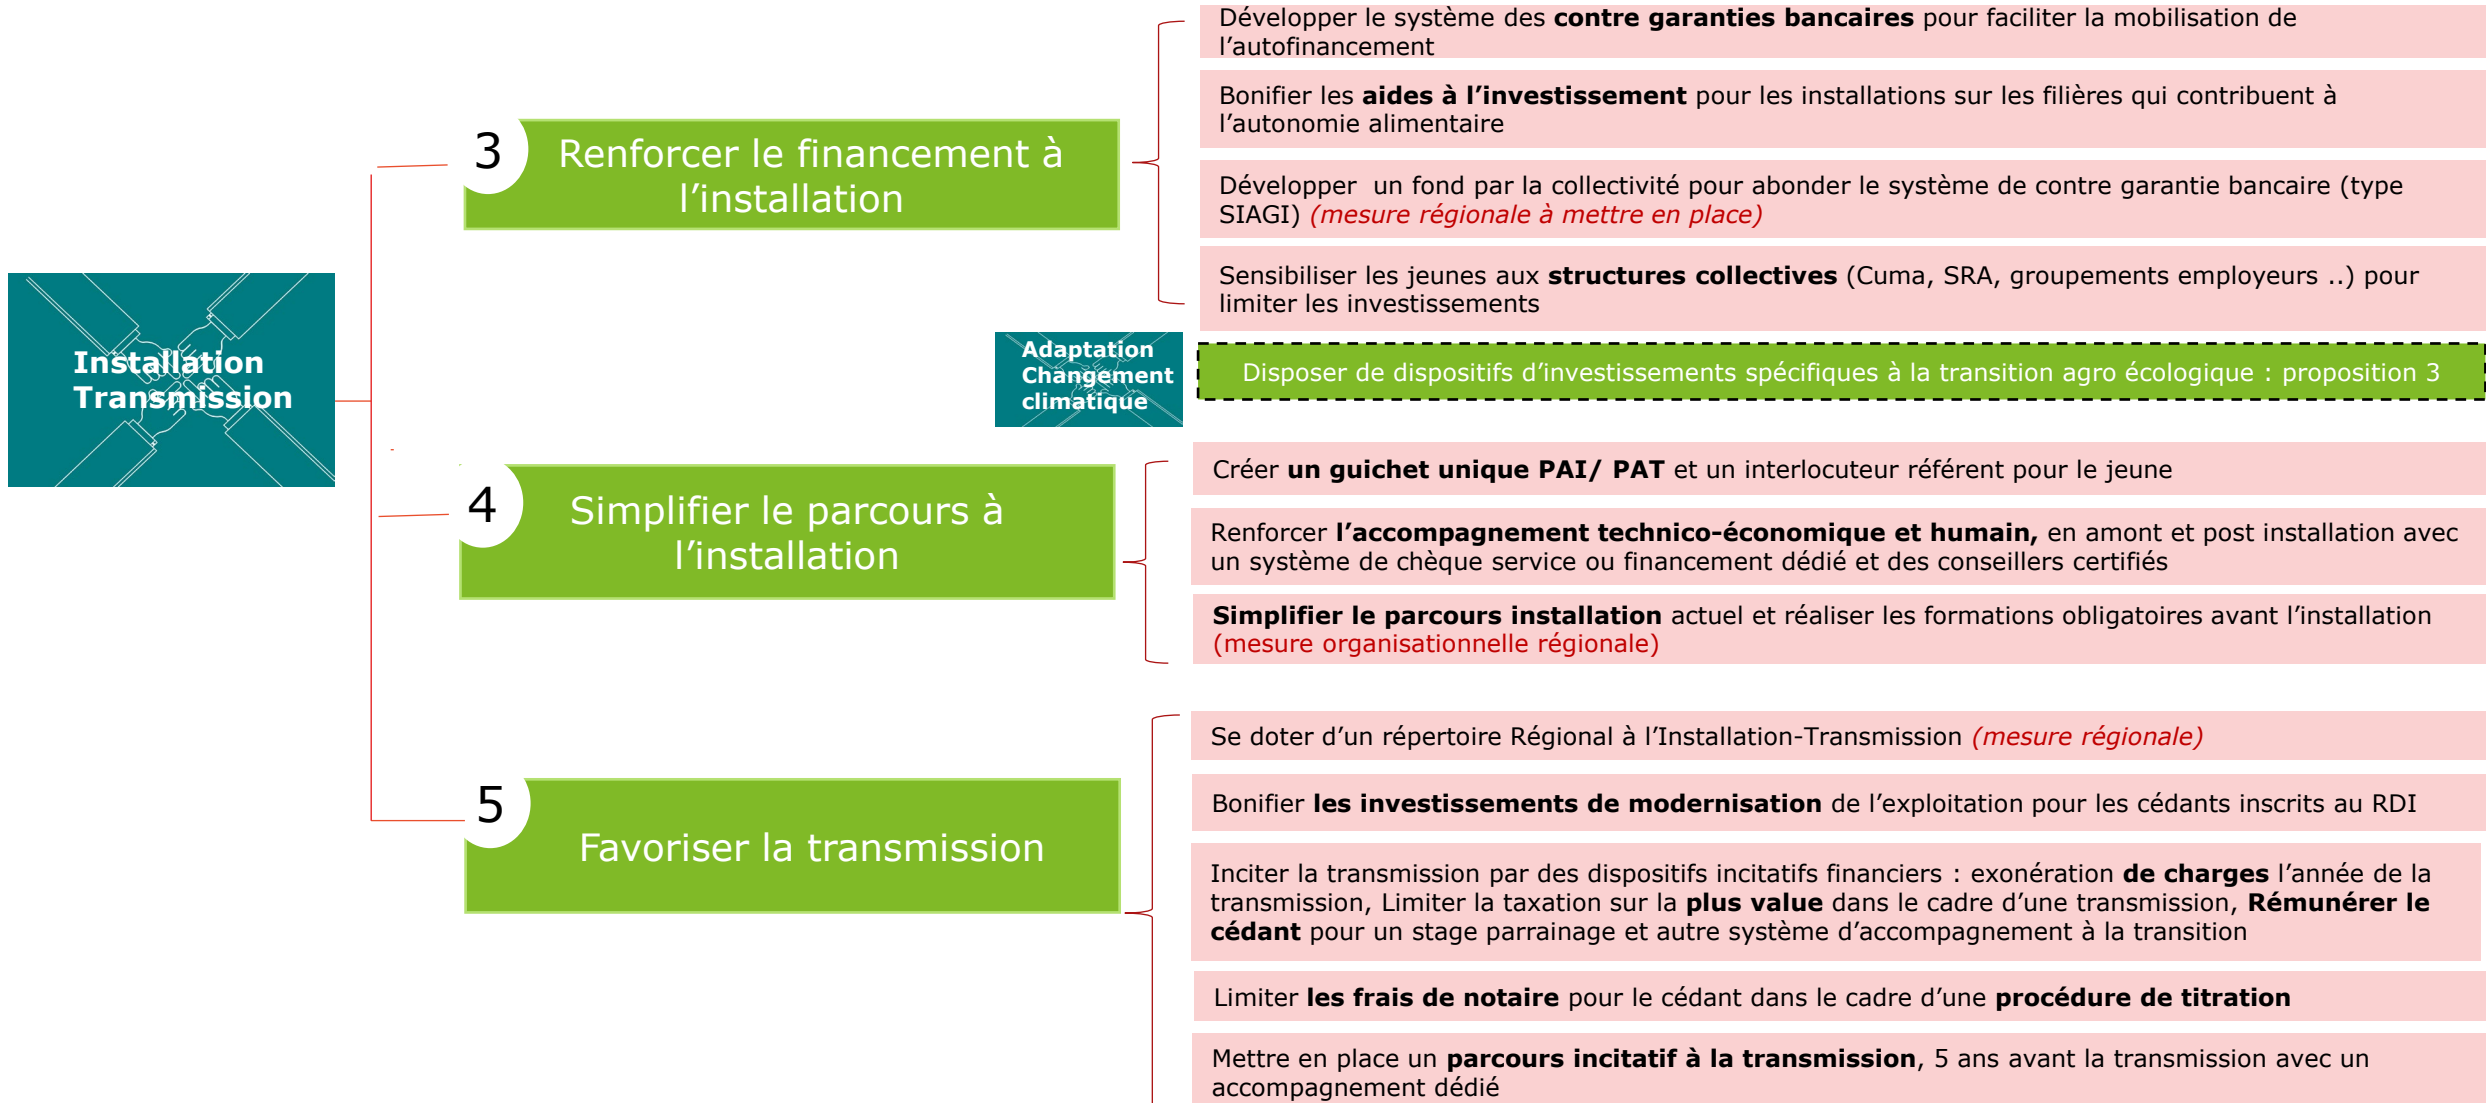 Installation
Transmission
3
Renforcer le financement à
l’installation
Développer le système des contre garanties bancaires pour faciliter la mobilisation de
l’autofinancement
Bonifier les aides à l’investissement pour les installations sur les filières qui contribuent à
l’autonomie alimentaire
Développer  un fond par la collectivité pour abonder le système de contre garantie bancaire (type
SIAGI) (mesure régionale à mettre en place)
Sensibiliser les jeunes aux structures collectives (Cuma, SRA, groupements employeurs ..) pour
limiter les investissements
Adaptation
Changement
climatique
Disposer de dispositifs d’investissements spécifiques à la transition agro écologique : proposition 3
4
Simplifier le parcours à
l’installation
Créer un guichet unique PAI/ PAT et un interlocuteur référent pour le jeune
Renforcer l’accompagnement technico-économique et humain, en amont et post installation avec
un système de chèque service ou financement dédié et des conseillers certifiés
Simplifier le parcours installation actuel et réaliser les formations obligatoires avant l’installation
(mesure organisationnelle régionale)
5
Favoriser la transmission
Se doter d’un répertoire Régional à l’Installation-Transmission (mesure régionale)
Bonifier les investissements de modernisation de l’exploitation pour les cédants inscrits au RDI
Inciter la transmission par des dispositifs incitatifs financiers : exonération de charges l’année de la
transmission, Limiter la taxation sur la plus value dans le cadre d’une transmission, Rémunérer le
cédant pour un stage parrainage et autre système d’accompagnement à la transition
Limiter les frais de notaire pour le cédant dans le cadre d’une procédure de titration
Mettre en place un parcours incitatif à la transmission, 5 ans avant la transmission avec un
accompagnement dédié